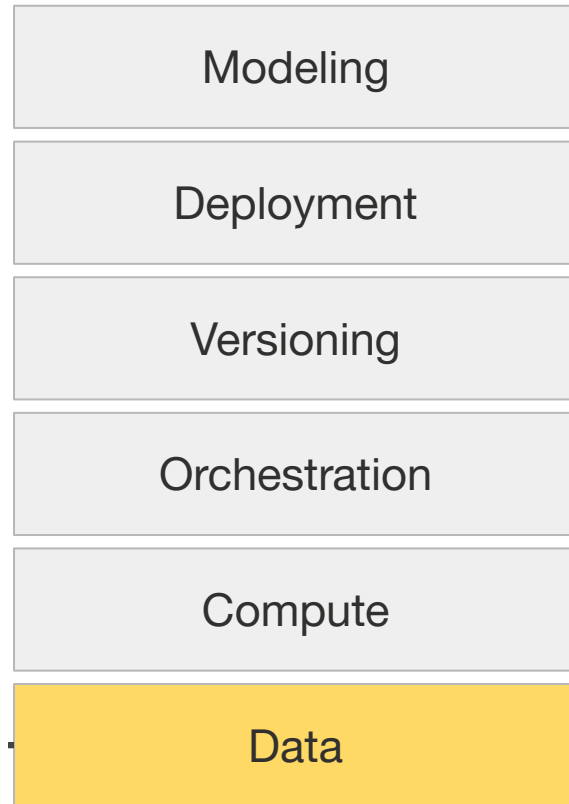 Modeling
Deployment
Versioning
Orchestration
Compute
Data